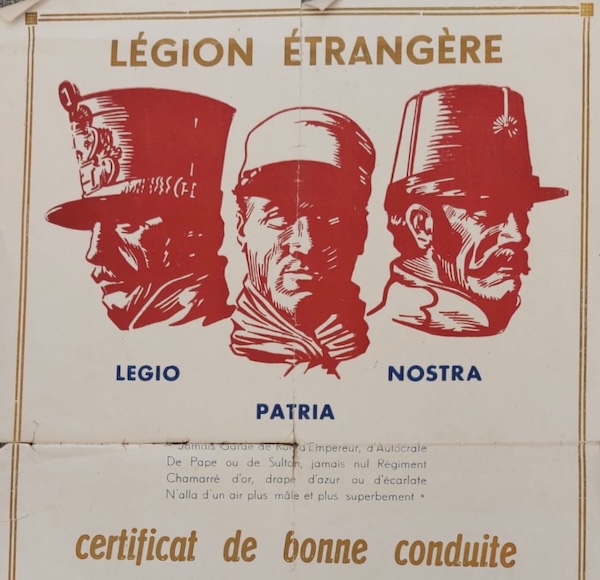 LÉGION ÉTRANGÈRE
LEGIO
NOSTRA
PATRIA
" Jamais Garde de Roi, d'Empereur, d'Autocrate
De Pape ou de Sultan, jamais nul Régiment
Chamarré d'or, drapé d'azur ou d'écarlate
N'alla d'un air plus mâle et plus superbement "
certificat de bonne conduite